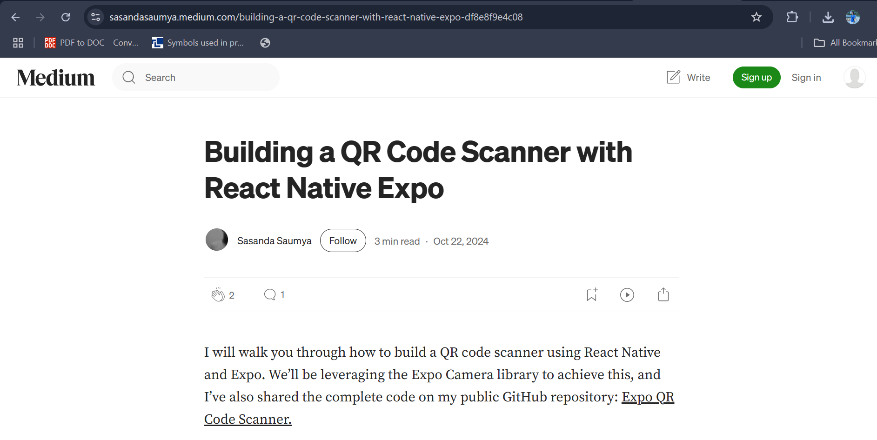 sasandasaumya.medium.com/building-a-qr-code-scanner-with-react-native-expo-df8e8f9e4c08
PDF DOC PDF to DOC Conv... Symbols used in pr... All Bookmar
Medium Search Write Sign up Sign in
Building a QR Code Scanner with
React Native Expo
Sasanda Saumya Follow 3 min read · Oct 22, 2024
2 1
I will walk you through how to build a QR code scanner using React Native
and Expo. We’ll be leveraging the Expo Camera library to achieve this, and
I’ve also shared the complete code on my public GitHub repository: Expo QR
Code Scanner.